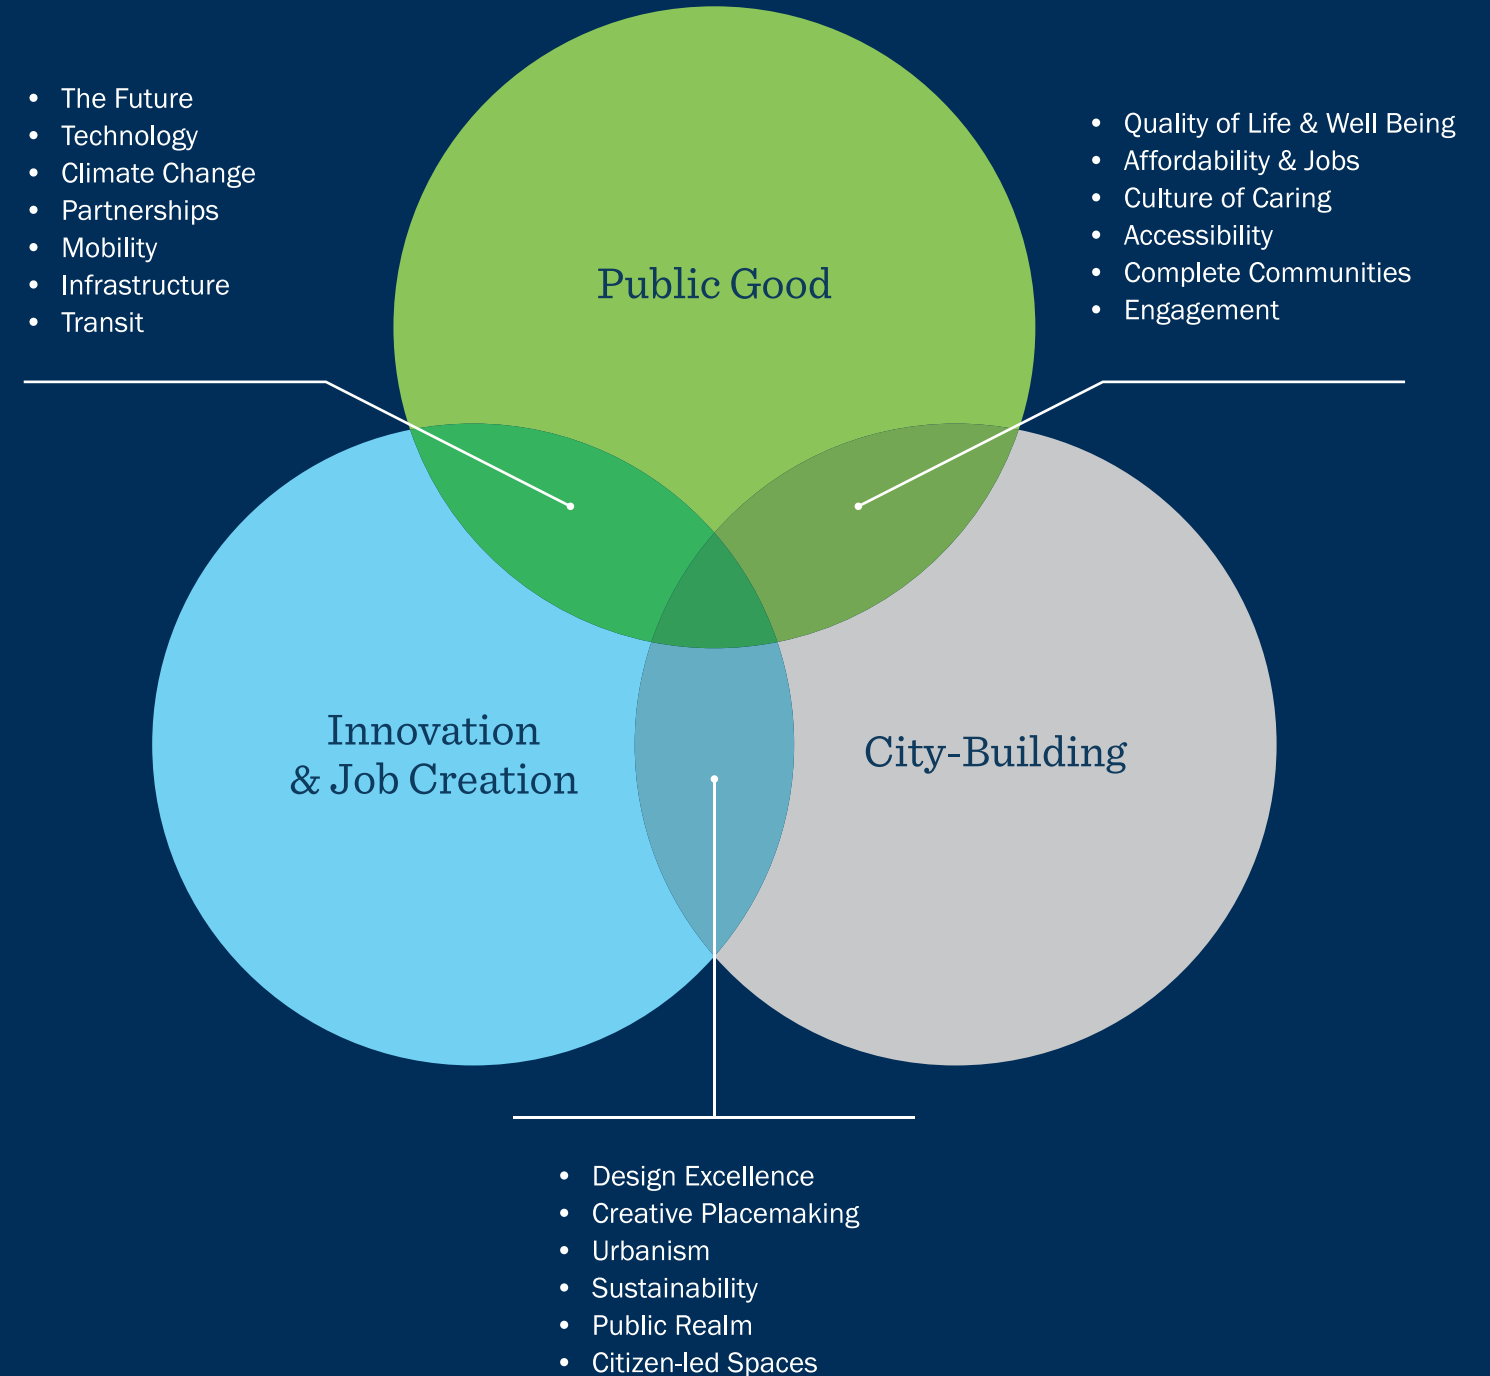 • The Future
• Technology
• Climate Change
• Partnerships
• Mobility
• Infrastructure
• Transit
• Quality of Life & Well Being
• Affordability & Jobs
• Culture of Caring
• Accessibility
• Complete Communities
• Engagement
Public Good
Innovation
& Job Creation
City-Building
• Design Excellence
• Creative Placemaking
• Urbanism
• Sustainability
• Public Realm
• Citizen-led Spaces